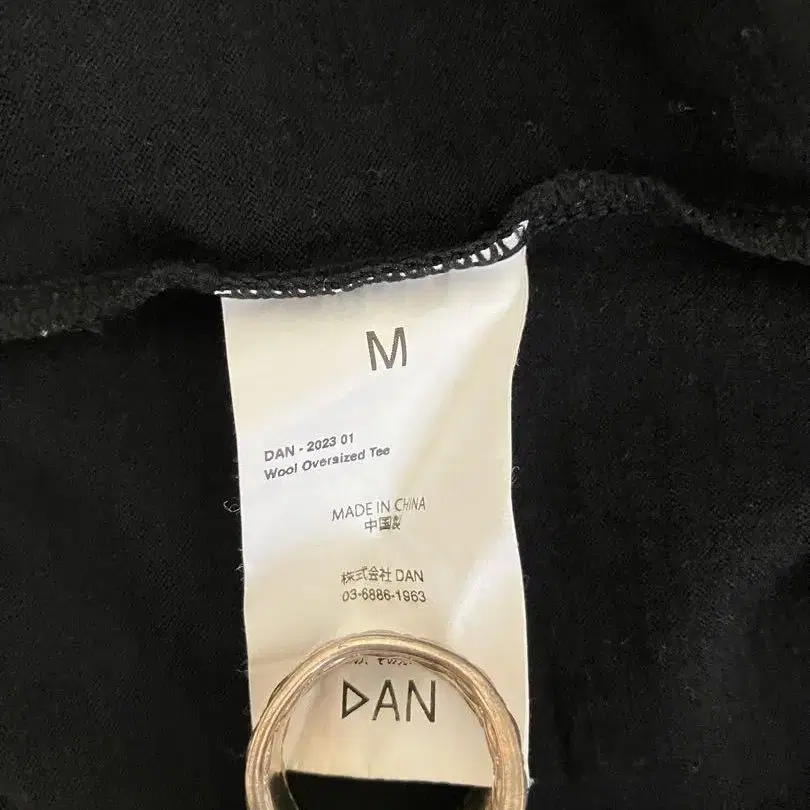 M
DAN - 2023 01
Wool Oversized Tee
MADE IN CHINA
中国製
株式会社 DAN
03-6886-1963
DAN